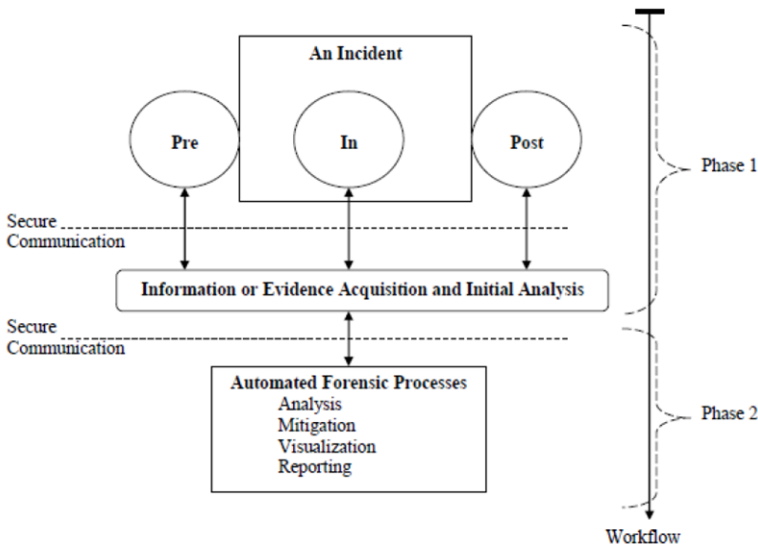 An Incident
Pre
In
Post
Phase 1
Secure
Communication
Information or Evidence Acquisition and Initial Analysis
Secure
Communication
Automated Forensic Processes
Analysis
Mitigation
Visualization
Reporting
Phase 2
Workflow